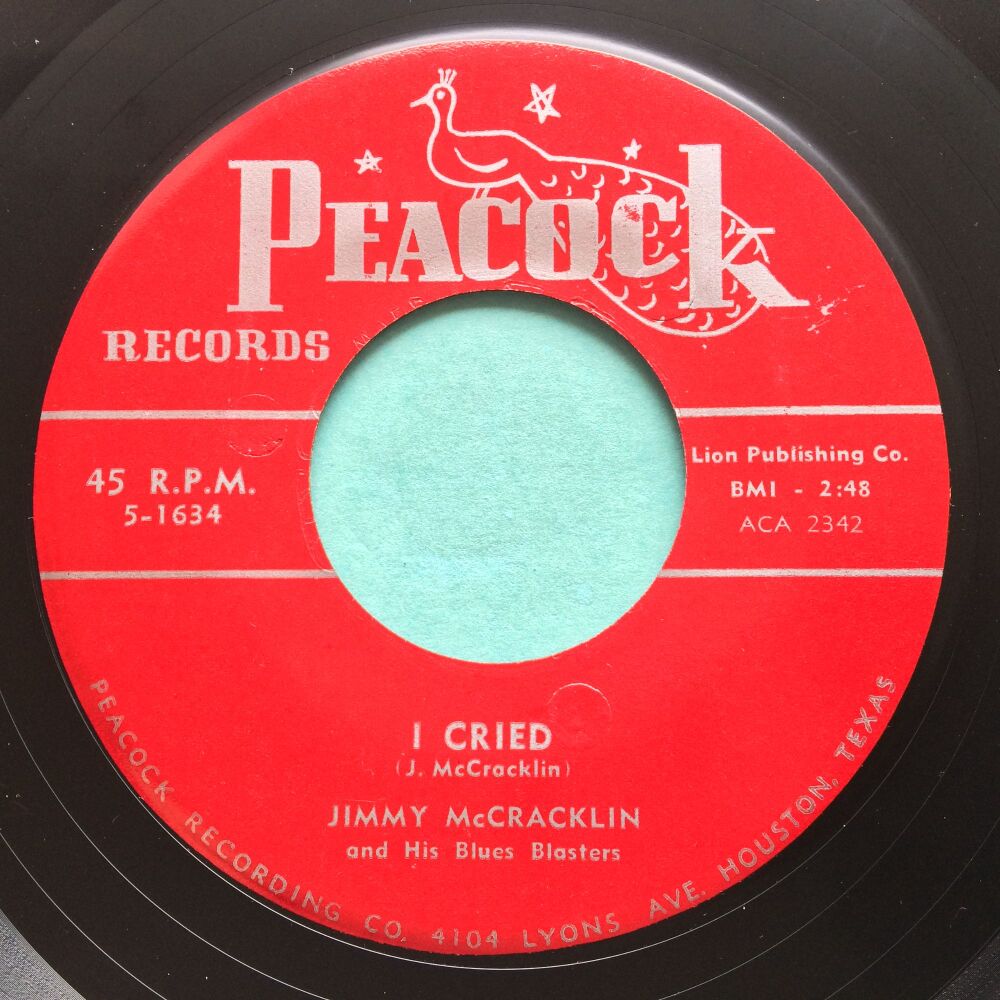 PEACOCK
RECORDS
45 R.P.M.
5-1634
Lion Publishing Co.
BMI - 2:48
ACA 2342
I CRIED
(J. McCracklin)
JIMMY McCRACKLIN
and His Blues Blasters
PEACOCK RECORDING CO. 4104 LYONS AVE. HOUSTON, TEXAS